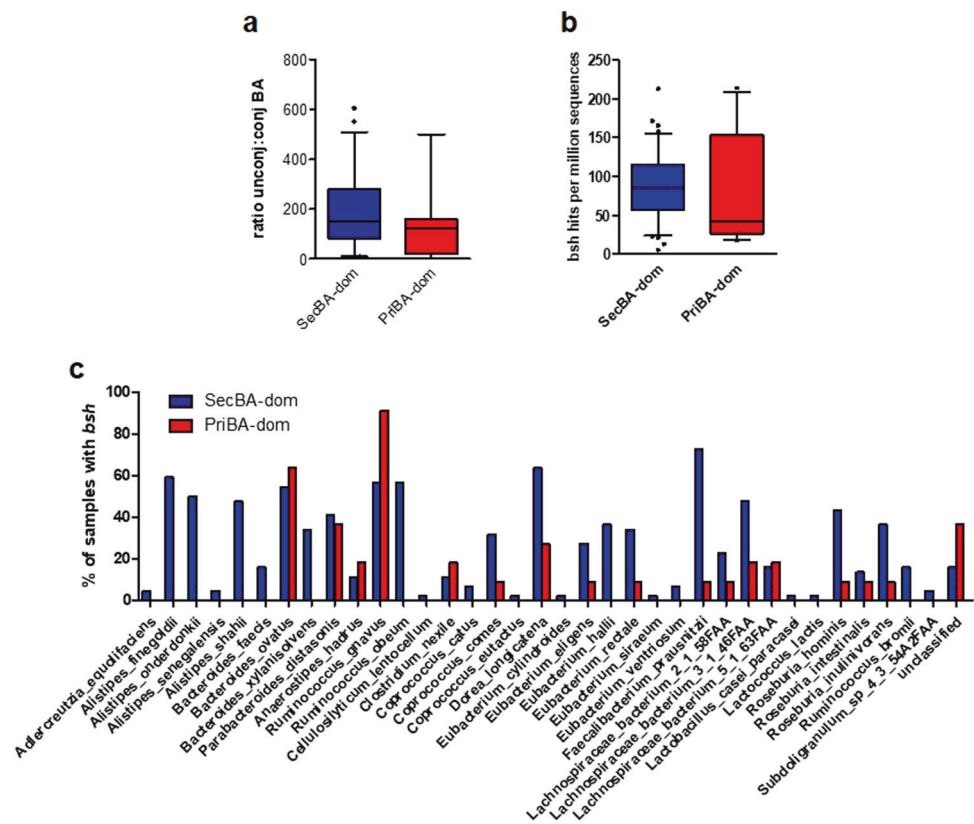 a
ratio unconj:conj BA
800
600
400
200
0
SecBA-dom
PriBA-dom
b
bsh hits per million sequences
250
200
150
100
50
0
SecBA-dom
PriBA-dom
c
% of samples with bsh
100
80
60
40
20
0
SecBA-dom
PriBA-dom
Adlercreutzia_equolifaciens
Alistipes_finegoldii
Alistipes_onderdonkii
Alistipes_senegalensis
Alistipes_shahii
Bacteroides_faecis
Bacteroides_ovatus
Bacteroides_xylanisolvens
Parabacteroides_distasonis
Anaerostipes_hadrus
Ruminococcus_gnavus
Ruminococcus_obeum
Cellulosilyticum_lentocellum
Clostridium_nexile
Coprococcus_catus
Coprococcus_comes
Coprococcus_eutactus
Dorea_longicatena
Eubacterium_cylindroides
Eubacterium_eligens
Eubacterium_hallii
Eubacterium_rectale
Eubacterium_siraeum
Eubacterium_ventriosum
Faecalibacterium_prausnitzii
Lachnospiraceae_bacterium_2_1_58FAA
Lachnospiraceae_bacterium_3_1_46FAA
Lachnospiraceae_bacterium_5_1_63FAA
Lactobacillus_casei_paracasei
Lactococcus_lactis
Roseburia_hominis
Roseburia_intestinalis
Roseburia_inulinivorans
Ruminococcus_bromii
Subdoligranulum_sp_4_3_54A2FAA
unclassified